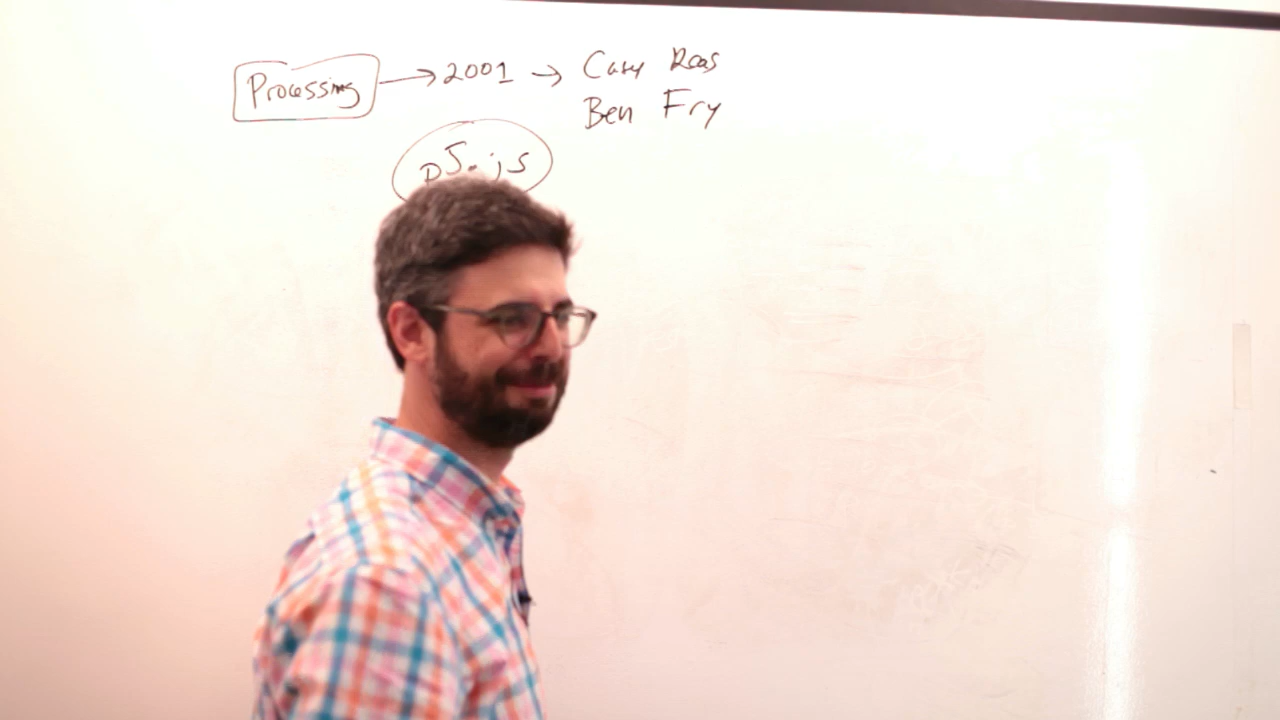 Processing → 2001 → Casey Reas
Ben Fry
p5.js